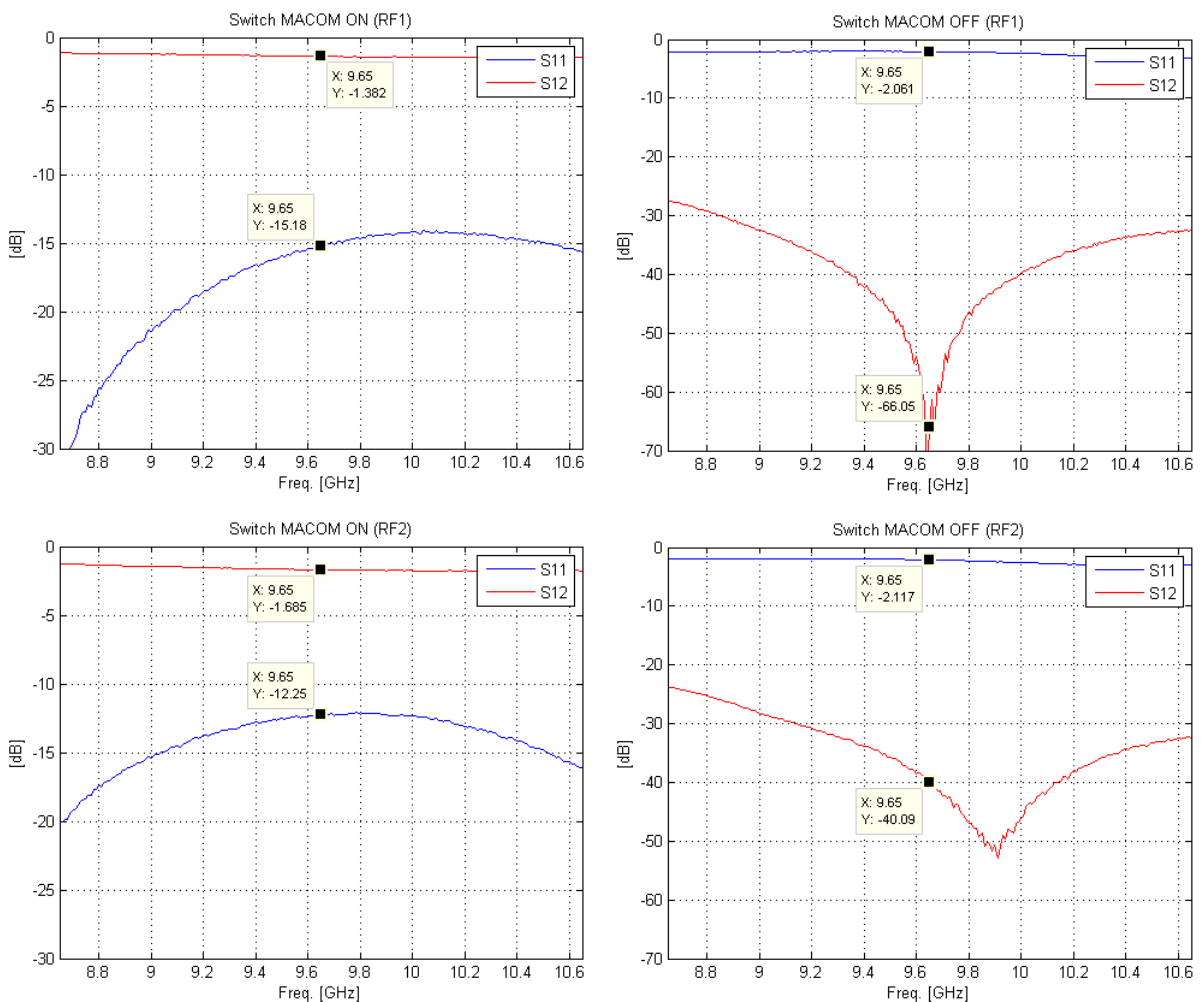 Switch MACOM ON (RF1)
0
-5
-10
-15
-20
-25
-30
[dB]
S11
S12
X: 9.65
Y: -1.382
X: 9.65
Y: -15.18
8.8 9 9.2 9.4 9.6 9.8 10 10.2 10.4 10.6
Freq. [GHz]
Switch MACOM OFF (RF1)
0
-10
-20
-30
-40
-50
-60
-70
[dB]
S11
S12
X: 9.65
Y: -2.061
X: 9.65
Y: -66.05
8.8 9 9.2 9.4 9.6 9.8 10 10.2 10.4 10.6
Freq. [GHz]
Switch MACOM ON (RF2)
0
-5
-10
-15
-20
-25
-30
[dB]
S11
S12
X: 9.65
Y: -1.685
X: 9.65
Y: -12.25
8.8 9 9.2 9.4 9.6 9.8 10 10.2 10.4 10.6
Freq. [GHz]
Switch MACOM OFF (RF2)
0
-10
-20
-30
-40
-50
-60
-70
[dB]
S11
S12
X: 9.65
Y: -2.117
X: 9.65
Y: -40.09
8.8 9 9.2 9.4 9.6 9.8 10 10.2 10.4 10.6
Freq. [GHz]